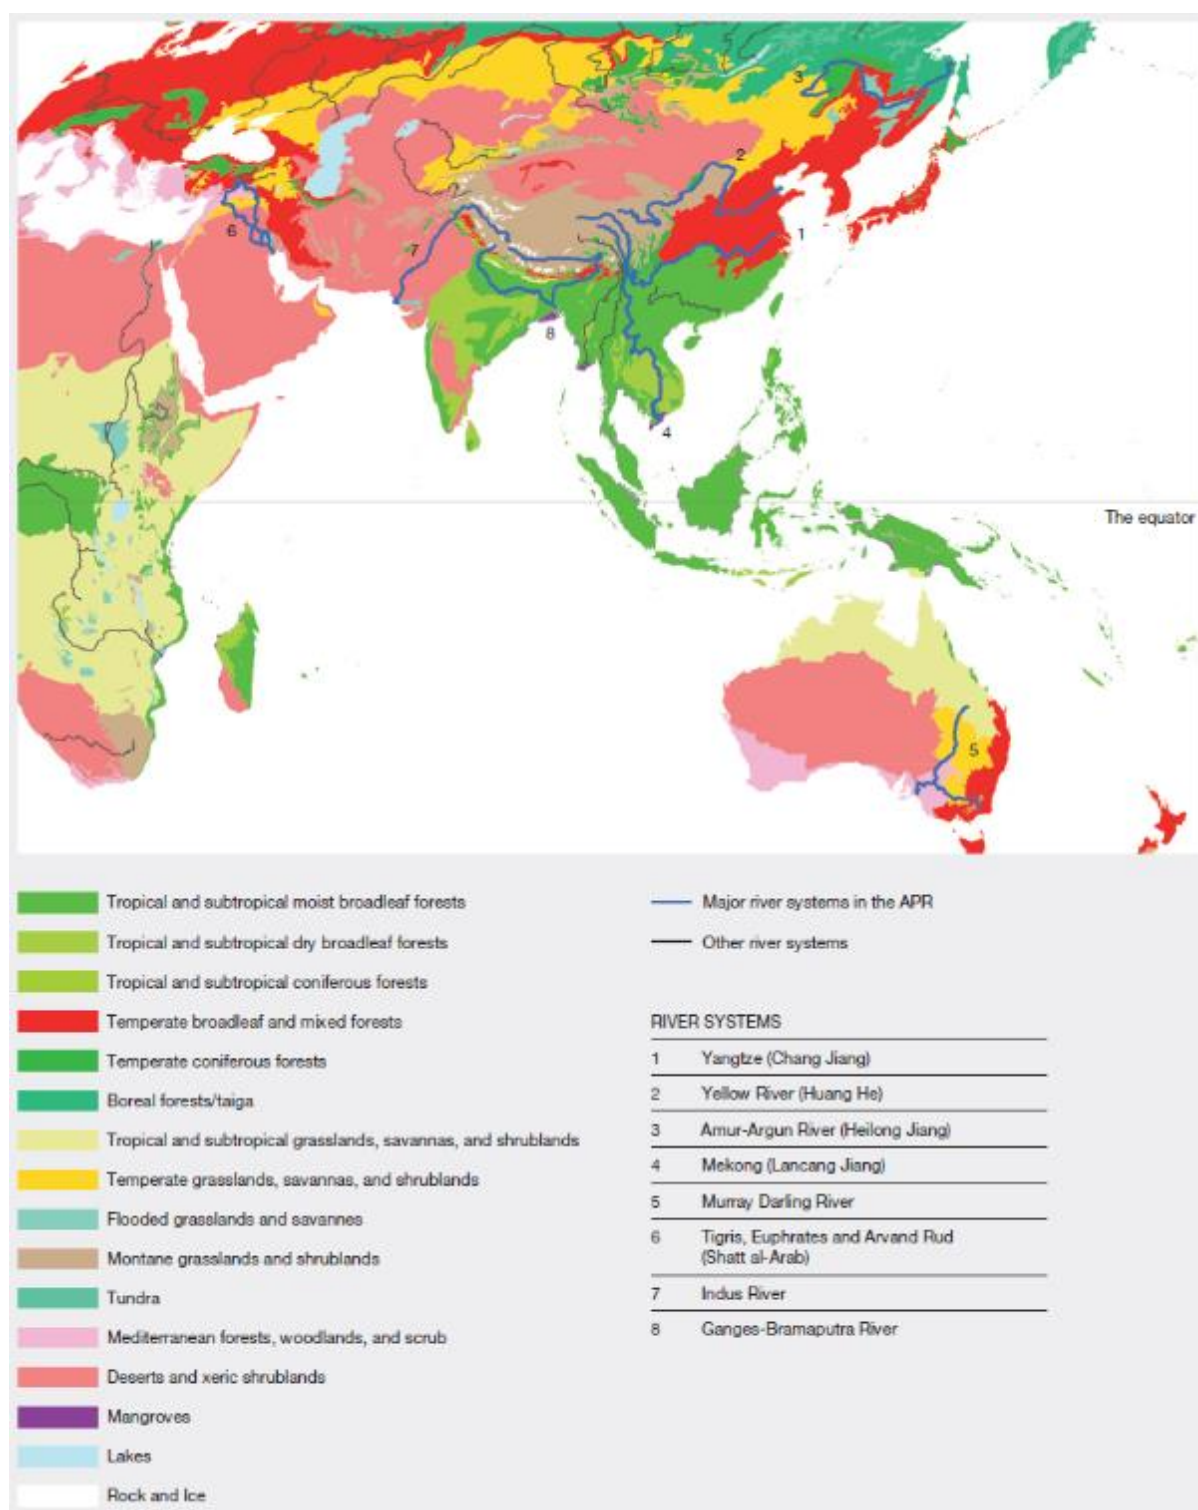 3
2
1
6
7
8
4
The equator
5
Tropical and subtropical moist broadleaf forests
Tropical and subtropical dry broadleaf forests
Tropical and subtropical coniferous forests
Temperate broadleaf and mixed forests
Temperate coniferous forests
Boreal forests/taiga
Tropical and subtropical grasslands, savannas, and shrublands
Temperate grasslands, savannas, and shrublands
Flooded grasslands and savannes
Montane grasslands and shrublands
Tundra
Mediterranean forests, woodlands, and scrub
Deserts and xeric shrublands
Mangroves
Lakes
Rock and Ice
Major river systems in the APR
Other river systems
RIVER SYSTEMS
1 Yangtze (Chang Jiang)
2 Yellow River (Huang He)
3 Amur-Argun River (Heilong Jiang)
4 Mekong (Lancang Jiang)
5 Murray Darling River
6 Tigris, Euphrates and Arvand Rud
(Shatt al-Arab)
7 Indus River
8 Ganges-Bramaputra River